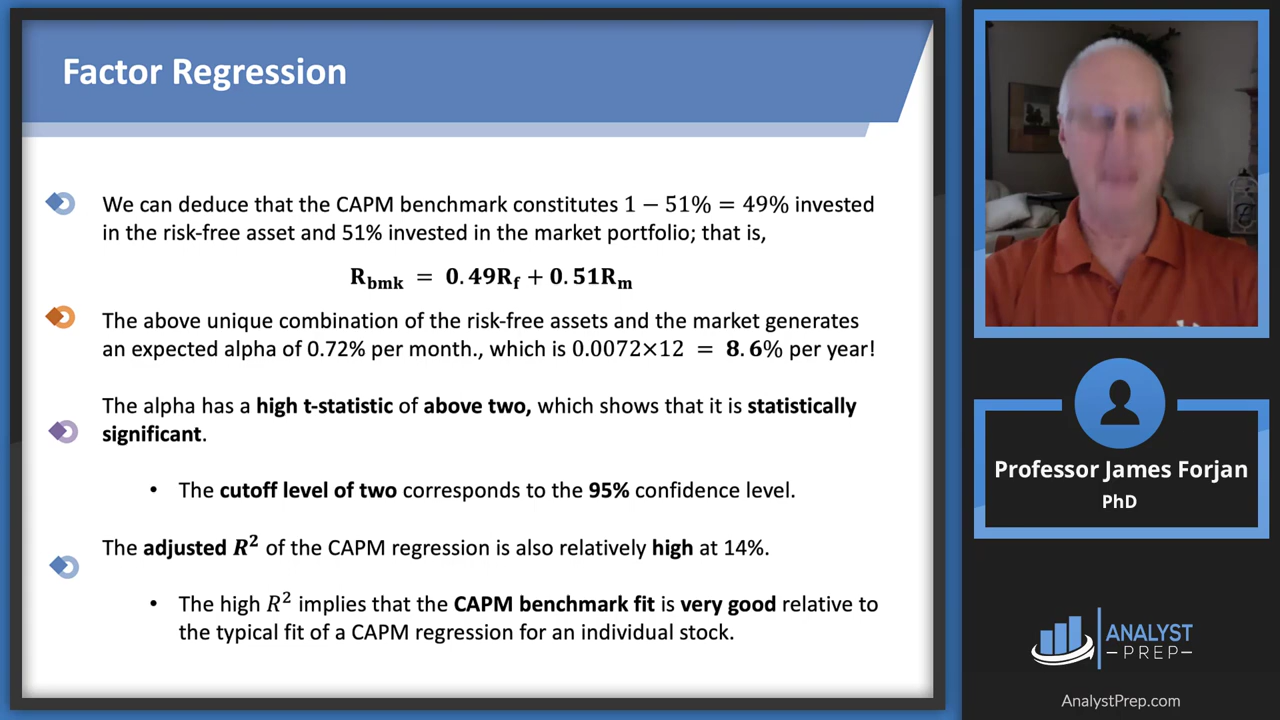 Factor Regression
We can deduce that the CAPM benchmark constitutes 1 − 51% = 49% invested
in the risk-free asset and 51% invested in the market portfolio; that is,
R_bmk = 0.49R_f + 0.51R_m
The above unique combination of the risk-free assets and the market generates
an expected alpha of 0.72% per month., which is 0.0072×12 = 8.6% per year!
The alpha has a high t-statistic of above two, which shows that it is statistically
significant.
• The cutoff level of two corresponds to the 95% confidence level.
The adjusted R² of the CAPM regression is also relatively high at 14%.
• The high R² implies that the CAPM benchmark fit is very good relative to
the typical fit of a CAPM regression for an individual stock.
Professor James Forjan
PhD
ANALYST
PREP
AnalystPrep.com